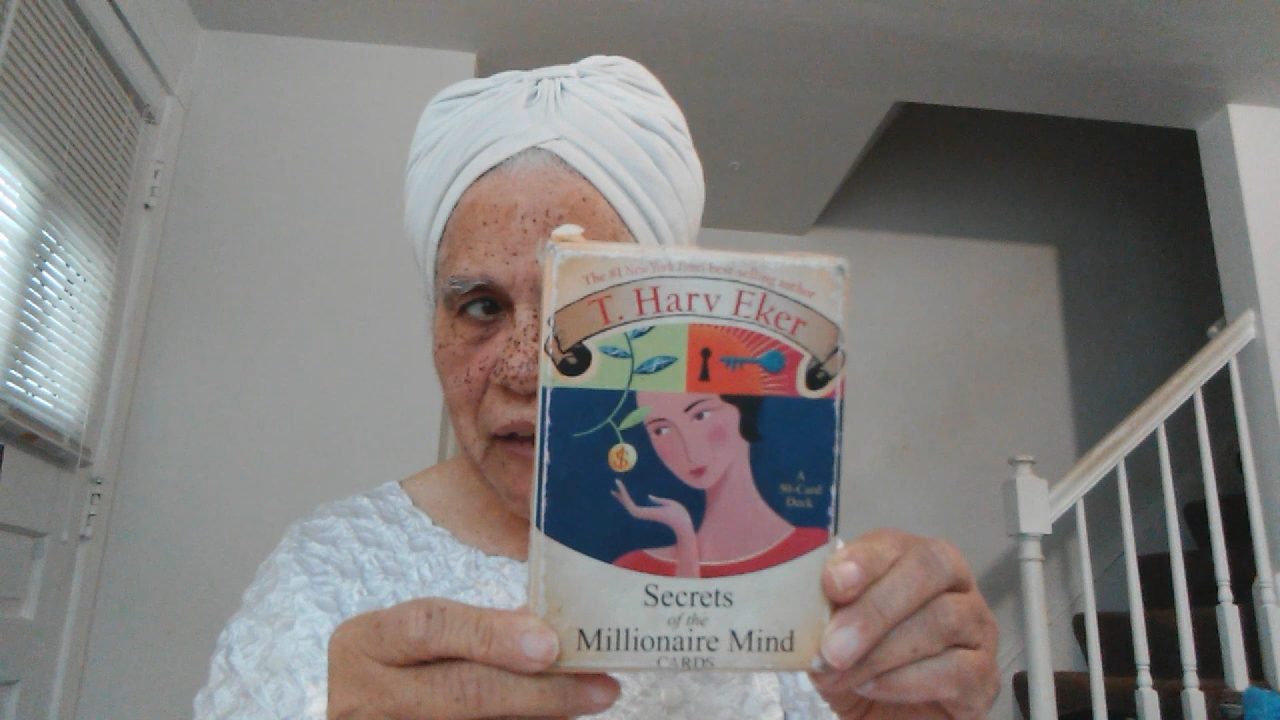 The #1 New York Times best-selling author
T. Harv Eker
$
A
50-Card
Deck
Secrets
of the
Millionaire Mind
CARDS